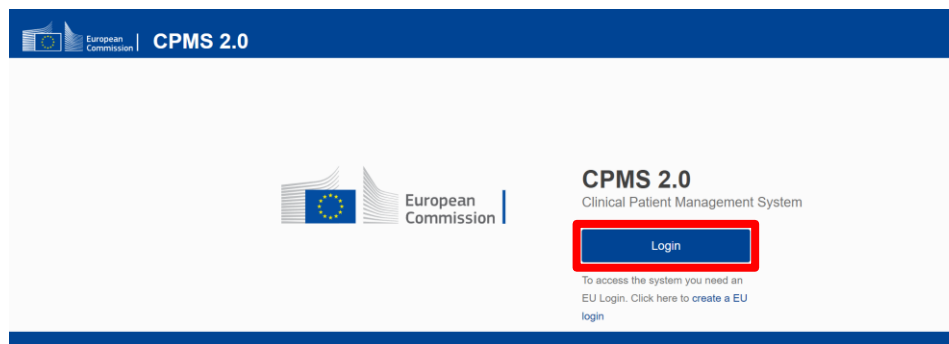 European
Commission
CPMS 2.0
European
Commission
CPMS 2.0
Clinical Patient Management System
Login
To access the system you need an
EU Login. Click here to create a EU
login